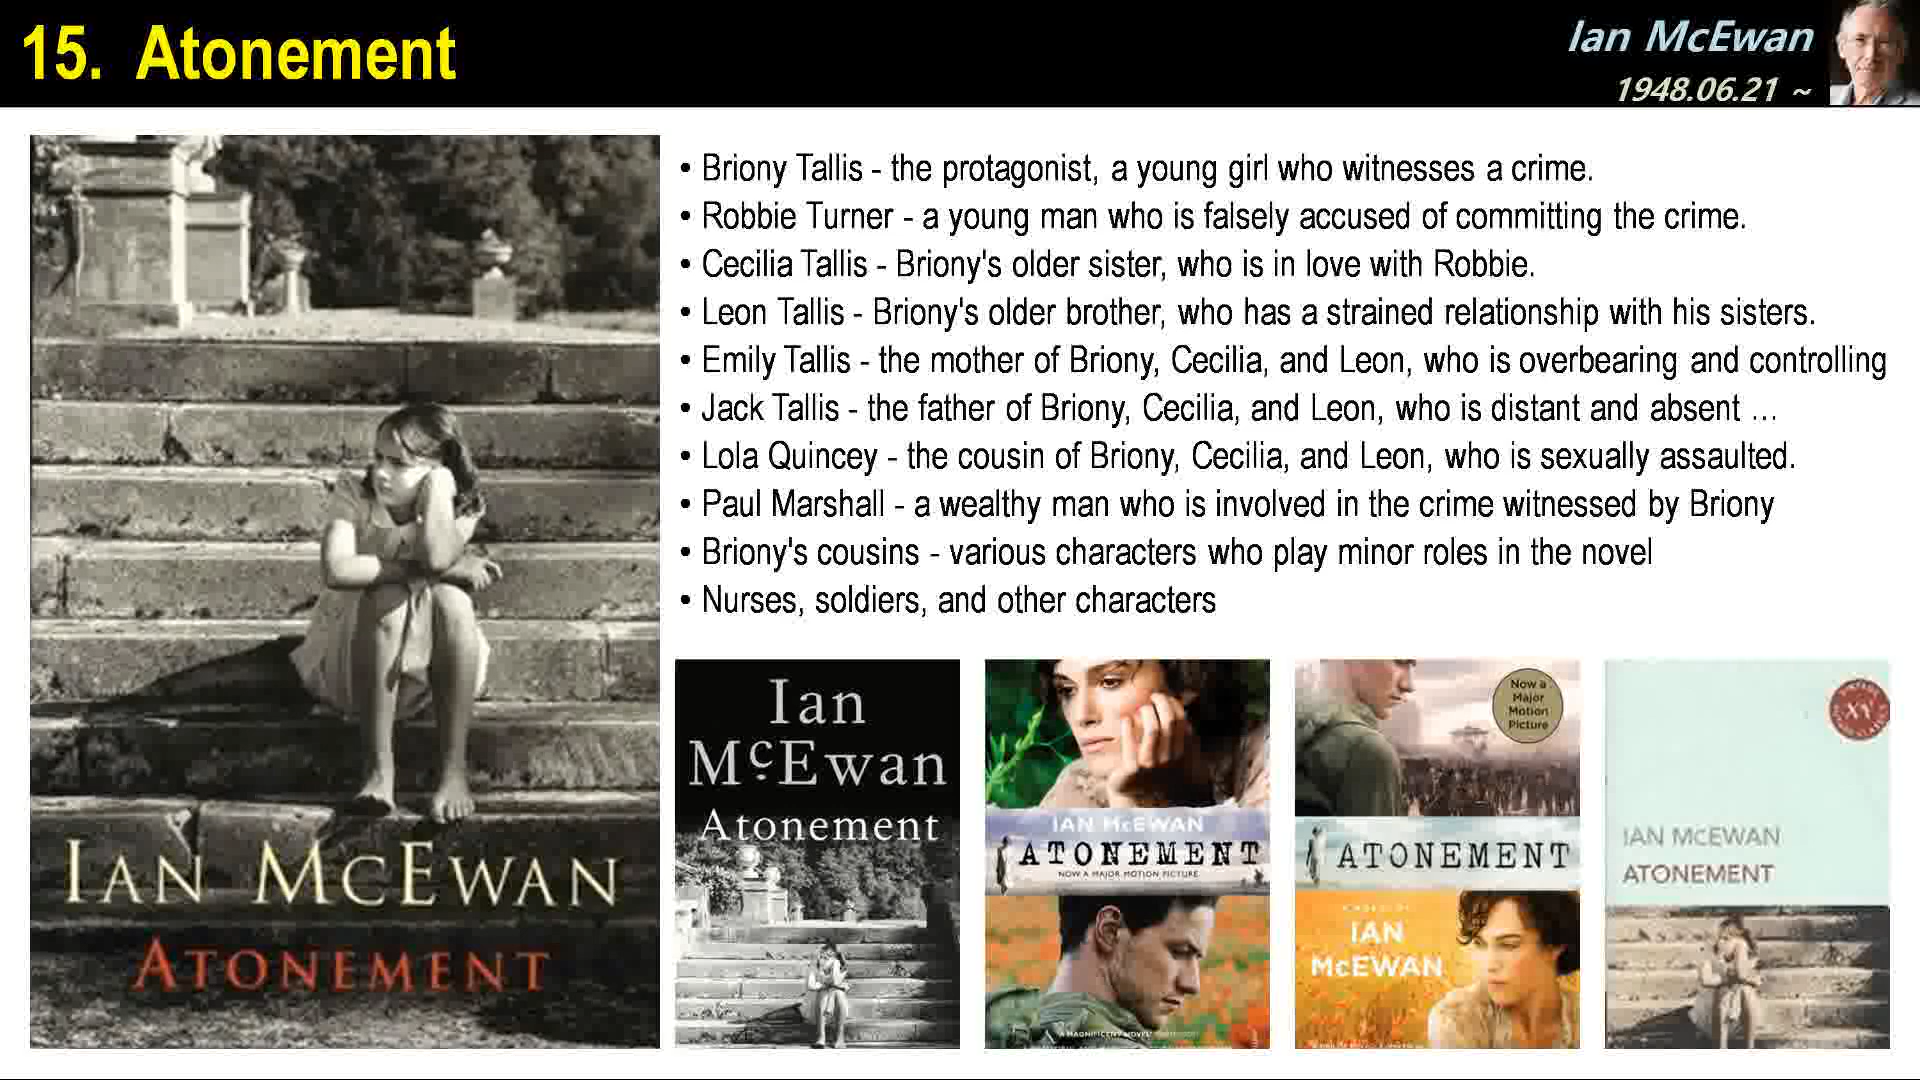 15. Atonement
Ian McEwan
1948.06.21 ~
• Briony Tallis - the protagonist, a young girl who witnesses a crime.
• Robbie Turner - a young man who is falsely accused of committing the crime.
• Cecilia Tallis - Briony's older sister, who is in love with Robbie.
• Leon Tallis - Briony's older brother, who has a strained relationship with his sisters.
• Emily Tallis - the mother of Briony, Cecilia, and Leon, who is overbearing and controlling
• Jack Tallis - the father of Briony, Cecilia, and Leon, who is distant and absent ...
• Lola Quincey - the cousin of Briony, Cecilia, and Leon, who is sexually assaulted.
• Paul Marshall - a wealthy man who is involved in the crime witnessed by Briony
• Briony's cousins - various characters who play minor roles in the novel
• Nurses, soldiers, and other characters
IAN MCEWAN
ATONEMENT
Ian
McEwan
Atonement
IAN McEWAN
ATONEMENT
NOW A MAJOR MOTION PICTURE
A MAGNIFICENT NOVEL
Now a
Major
Motion
Picture
ATONEMENT
IAN
McEWAN
XV
IAN MCEWAN
ATONEMENT